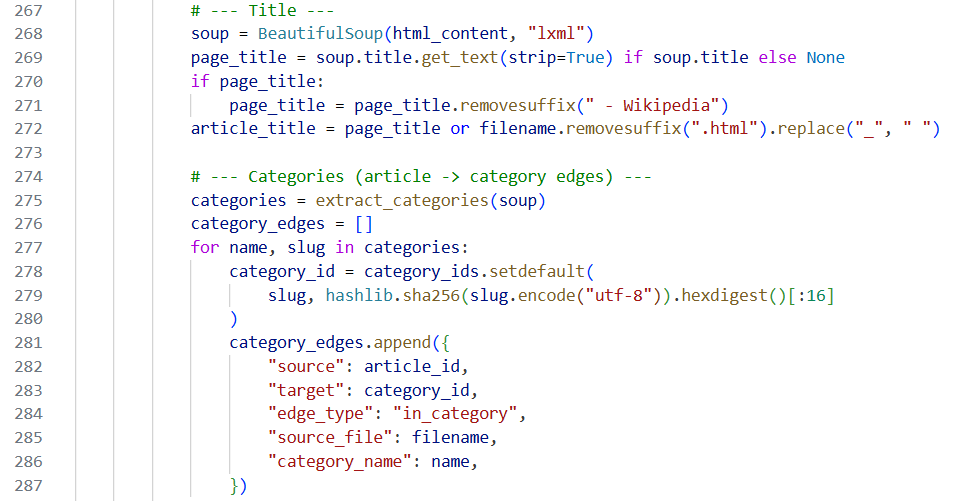 267 # --- Title ---
268 soup = BeautifulSoup(html_content, "lxml")
269 page_title = soup.title.get_text(strip=True) if soup.title else None
270 if page_title:
271     page_title = page_title.removesuffix(" - Wikipedia")
272 article_title = page_title or filename.removesuffix(".html").replace("_", " ")
273
274 # --- Categories (article -> category edges) ---
275 categories = extract_categories(soup)
276 category_edges = []
277 for name, slug in categories:
278     category_id = category_ids.setdefault(
279         slug, hashlib.sha256(slug.encode("utf-8")).hexdigest()[:16]
280     )
281     category_edges.append({
282         "source": article_id,
283         "target": category_id,
284         "edge_type": "in_category",
285         "source_file": filename,
286         "category_name": name,
287     })